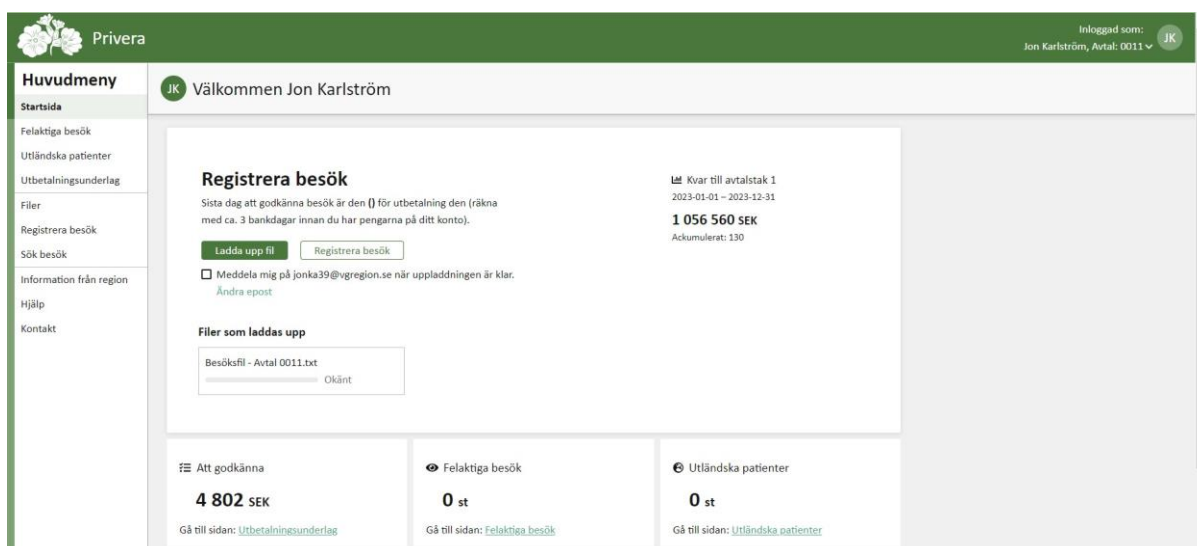 Privera
Inloggad som:
Jon Karlström, Avtal: 0011
JK
Huvudmeny
Startsida
Felaktiga besök
Utländska patienter
Utbetalningsunderlag
Filer
Registrera besök
Sök besök
Information från region
Hjälp
Kontakt
JK Välkommen Jon Karlström
Registrera besök
Sista dag att godkänna besök är den () för utbetalning den (räkna
med ca. 3 bankdagar innan du har pengarna på ditt konto).
Ladda upp fil Registrera besök
Meddela mig på jonka39@vgregion.se när uppladdningen är klar.
Ändra epost
Filer som laddas upp
Besöksfil - Avtal 0011.txt
Okänt
Kvar till avtalstak 1
2023-01-01 – 2023-12-31
1 056 560 SEK
Ackumulerat: 130
Att godkänna
4 802 SEK
Gå till sidan: Utbetalningsunderlag
Felaktiga besök
0 st
Gå till sidan: Felaktiga besök
Utländska patienter
0 st
Gå till sidan: Utländska patienter